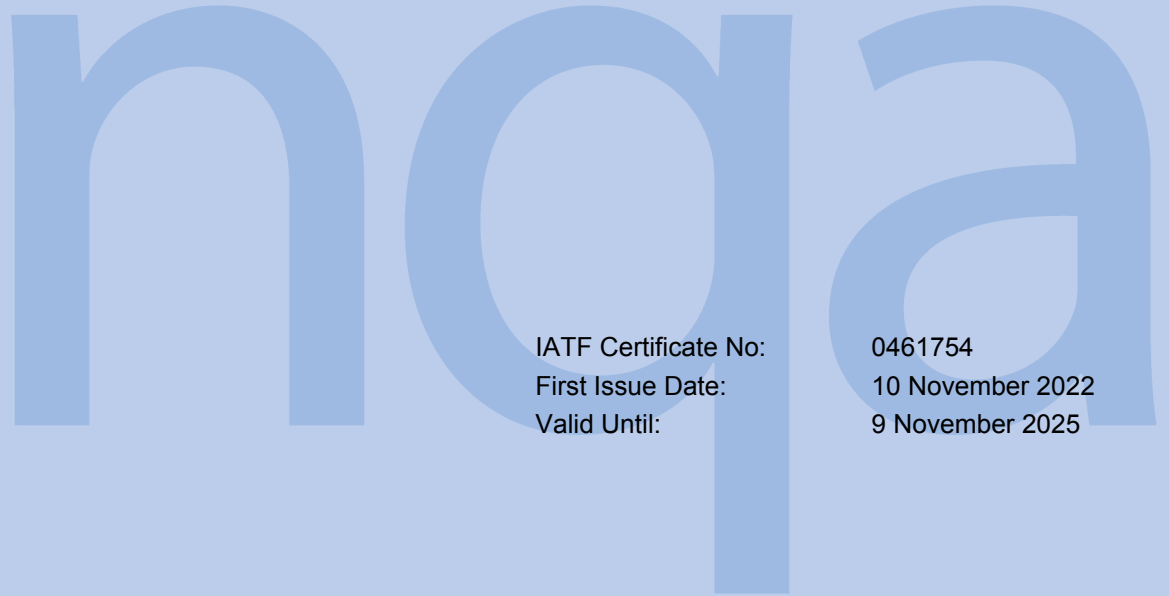 nqa
IATF Certificate No: 0461754
First Issue Date: 10 November 2022
Valid Until: 9 November 2025